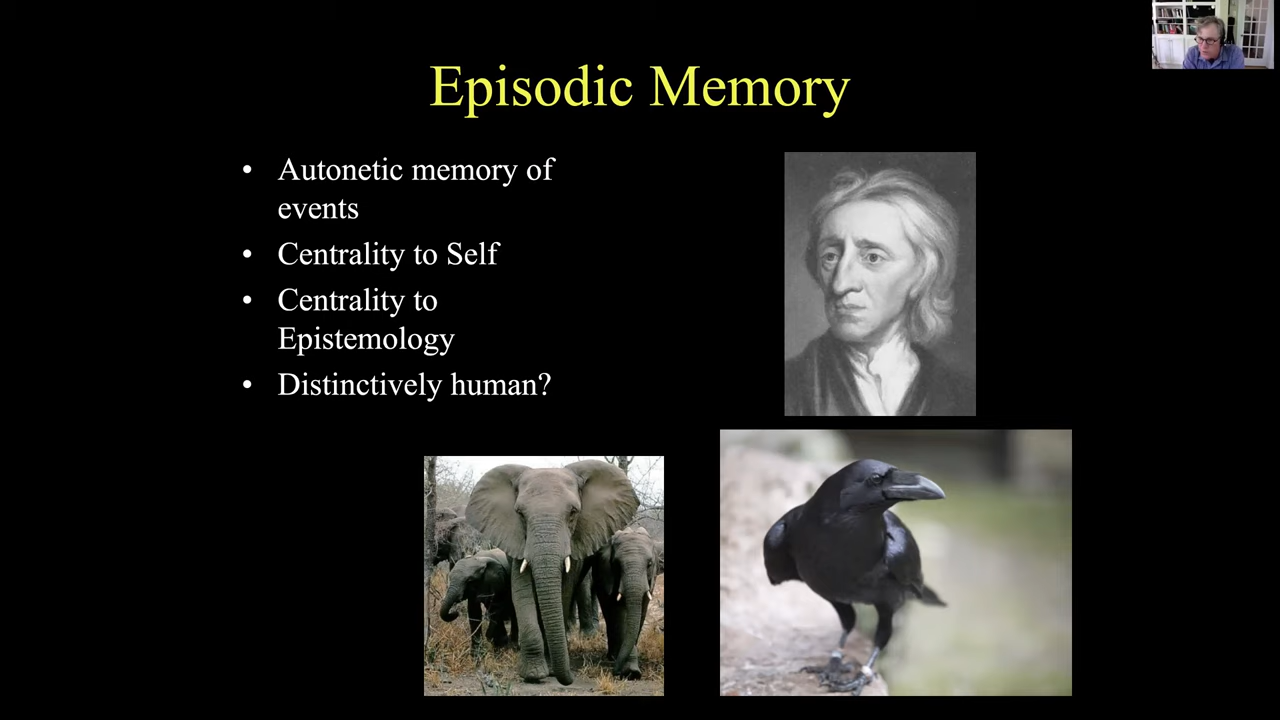 Episodic Memory
• Autonetic memory of
events
• Centrality to Self
• Centrality to
Epistemology
• Distinctively human?